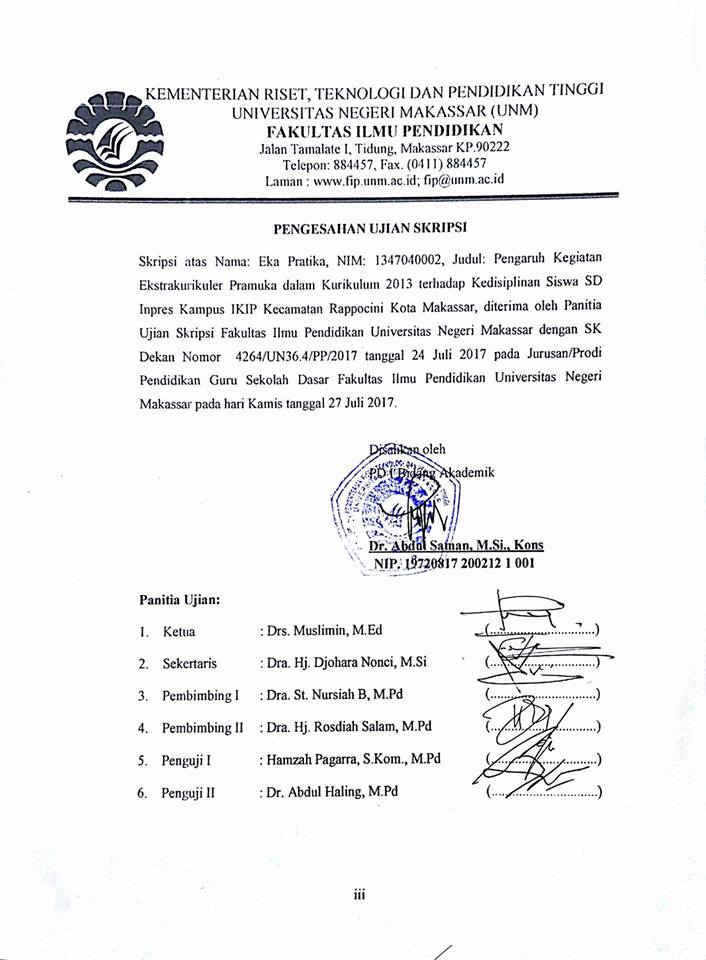 KEMENTERIAN RISET, TEKNOLOGI DAN PENDIDIKAN TINGGI
UNIVERSITAS NEGERI MAKASSAR (UNM)
FAKULTAS ILMU PENDIDIKAN
Jalan Tamalate I, Tidung, Makassar KP.90222
Telepon: 884457, Fax. (0411) 884457
Laman : www.fip.unm.ac.id; fip@unm.ac.id
PENGESAHAN UJIAN SKRIPSI
Skripsi atas Nama: Eka Pratika, NIM: 1347040002, Judul: Pengaruh Kegiatan
Ekstrakurikuler Pramuka dalam Kurikulum 2013 terhadap Kedisiplinan Siswa SD
Inpres Kampus IKIP Kecamatan Rappocini Kota Makassar, diterima oleh Panitia
Ujian Skripsi Fakultas Ilmu Pendidikan Universitas Negeri Makassar dengan SK
Dekan Nomor 4264/UN36.4/PP/2017 tanggal 24 Juli 2017 pada Jurusan/Prodi
Pendidikan Guru Sekolah Dasar Fakultas Ilmu Pendidikan Universitas Negeri
Makassar pada hari Kamis tanggal 27 Juli 2017.
Disahkan oleh
PD I Bidang Akademik
Dr. Abdul Saman, M.Si., Kons
NIP. 19720817 200212 1 001
Panitia Ujian:
1. Ketua : Drs. Muslimin, M.Ed (..............................)
2. Sekertaris : Dra. Hj. Djohara Nonci, M.Si (..............................)
3. Pembimbing I : Dra. St. Nursiah B, M.Pd (..............................)
4. Pembimbing II : Dra. Hj. Rosdiah Salam, M.Pd (..............................)
5. Penguji I : Hamzah Pagarra, S.Kom., M.Pd (..............................)
6. Penguji II : Dr. Abdul Haling, M.Pd (..............................)
iii